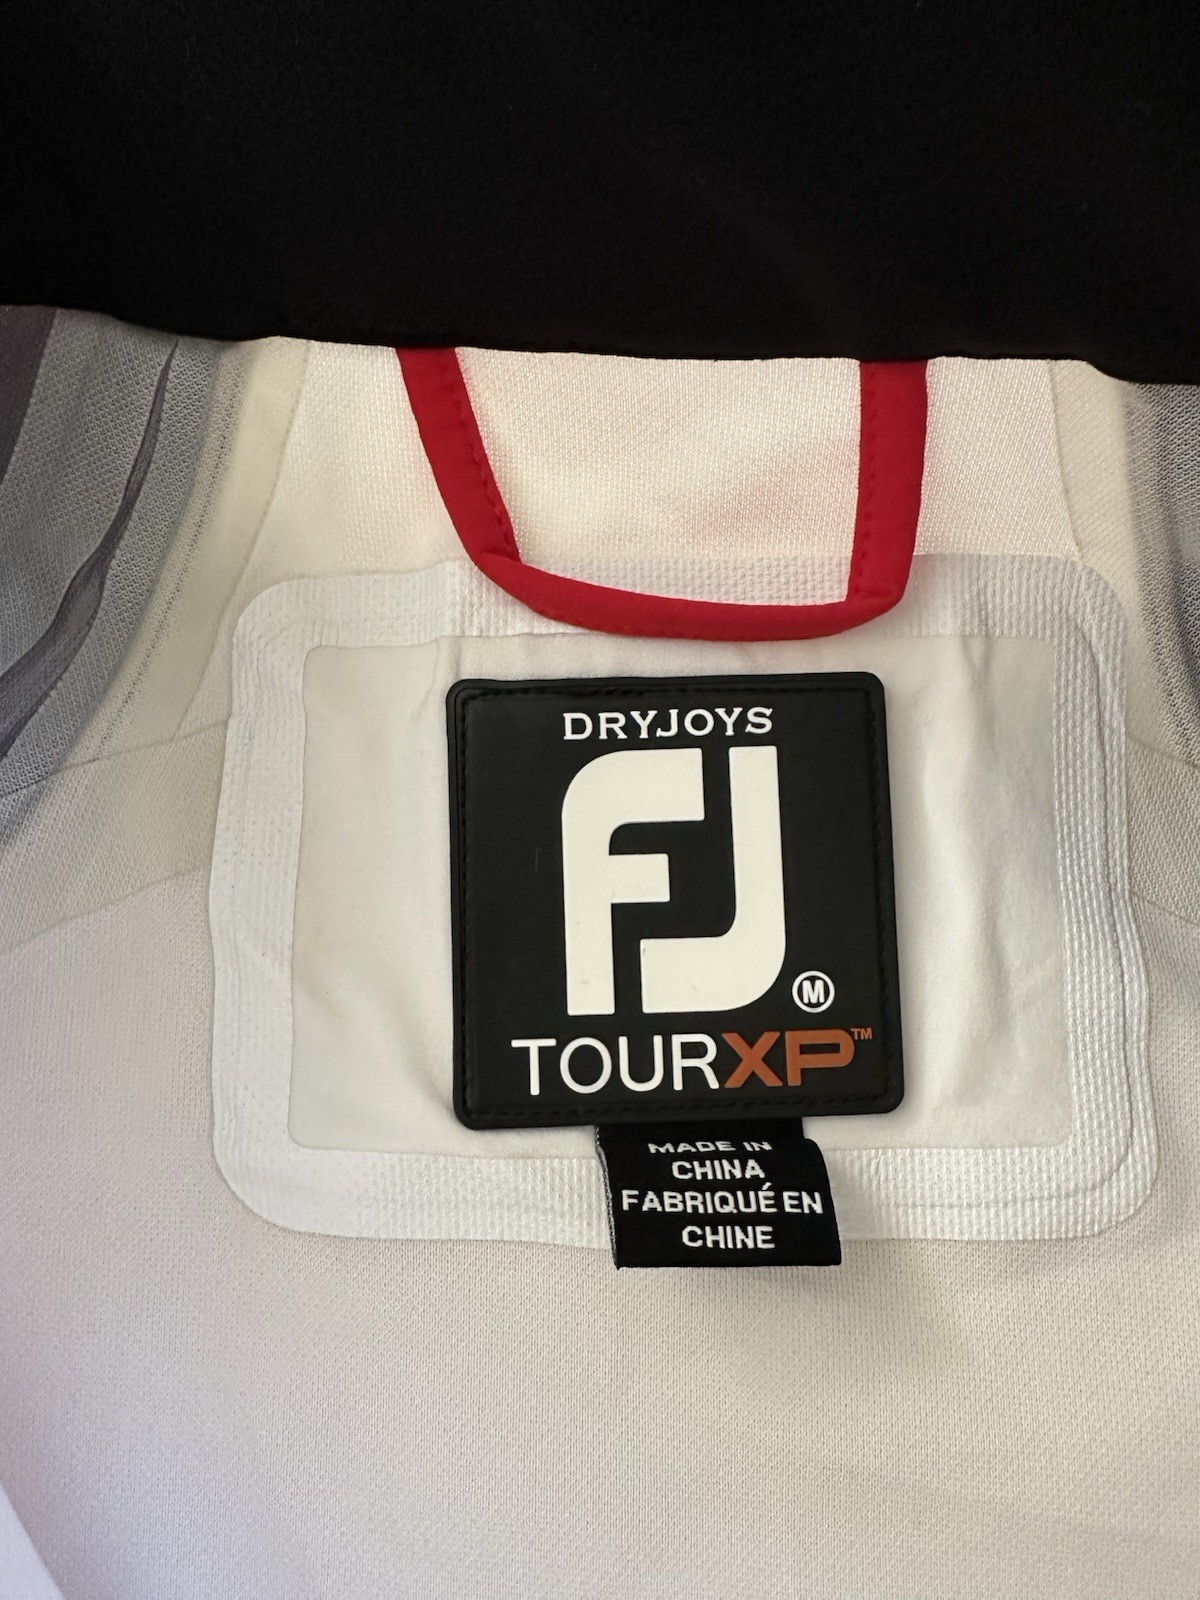 DRYJOYS
FJ
M
TOURXP™
MADE IN
CHINA
FABRIQUÉ EN
CHINE